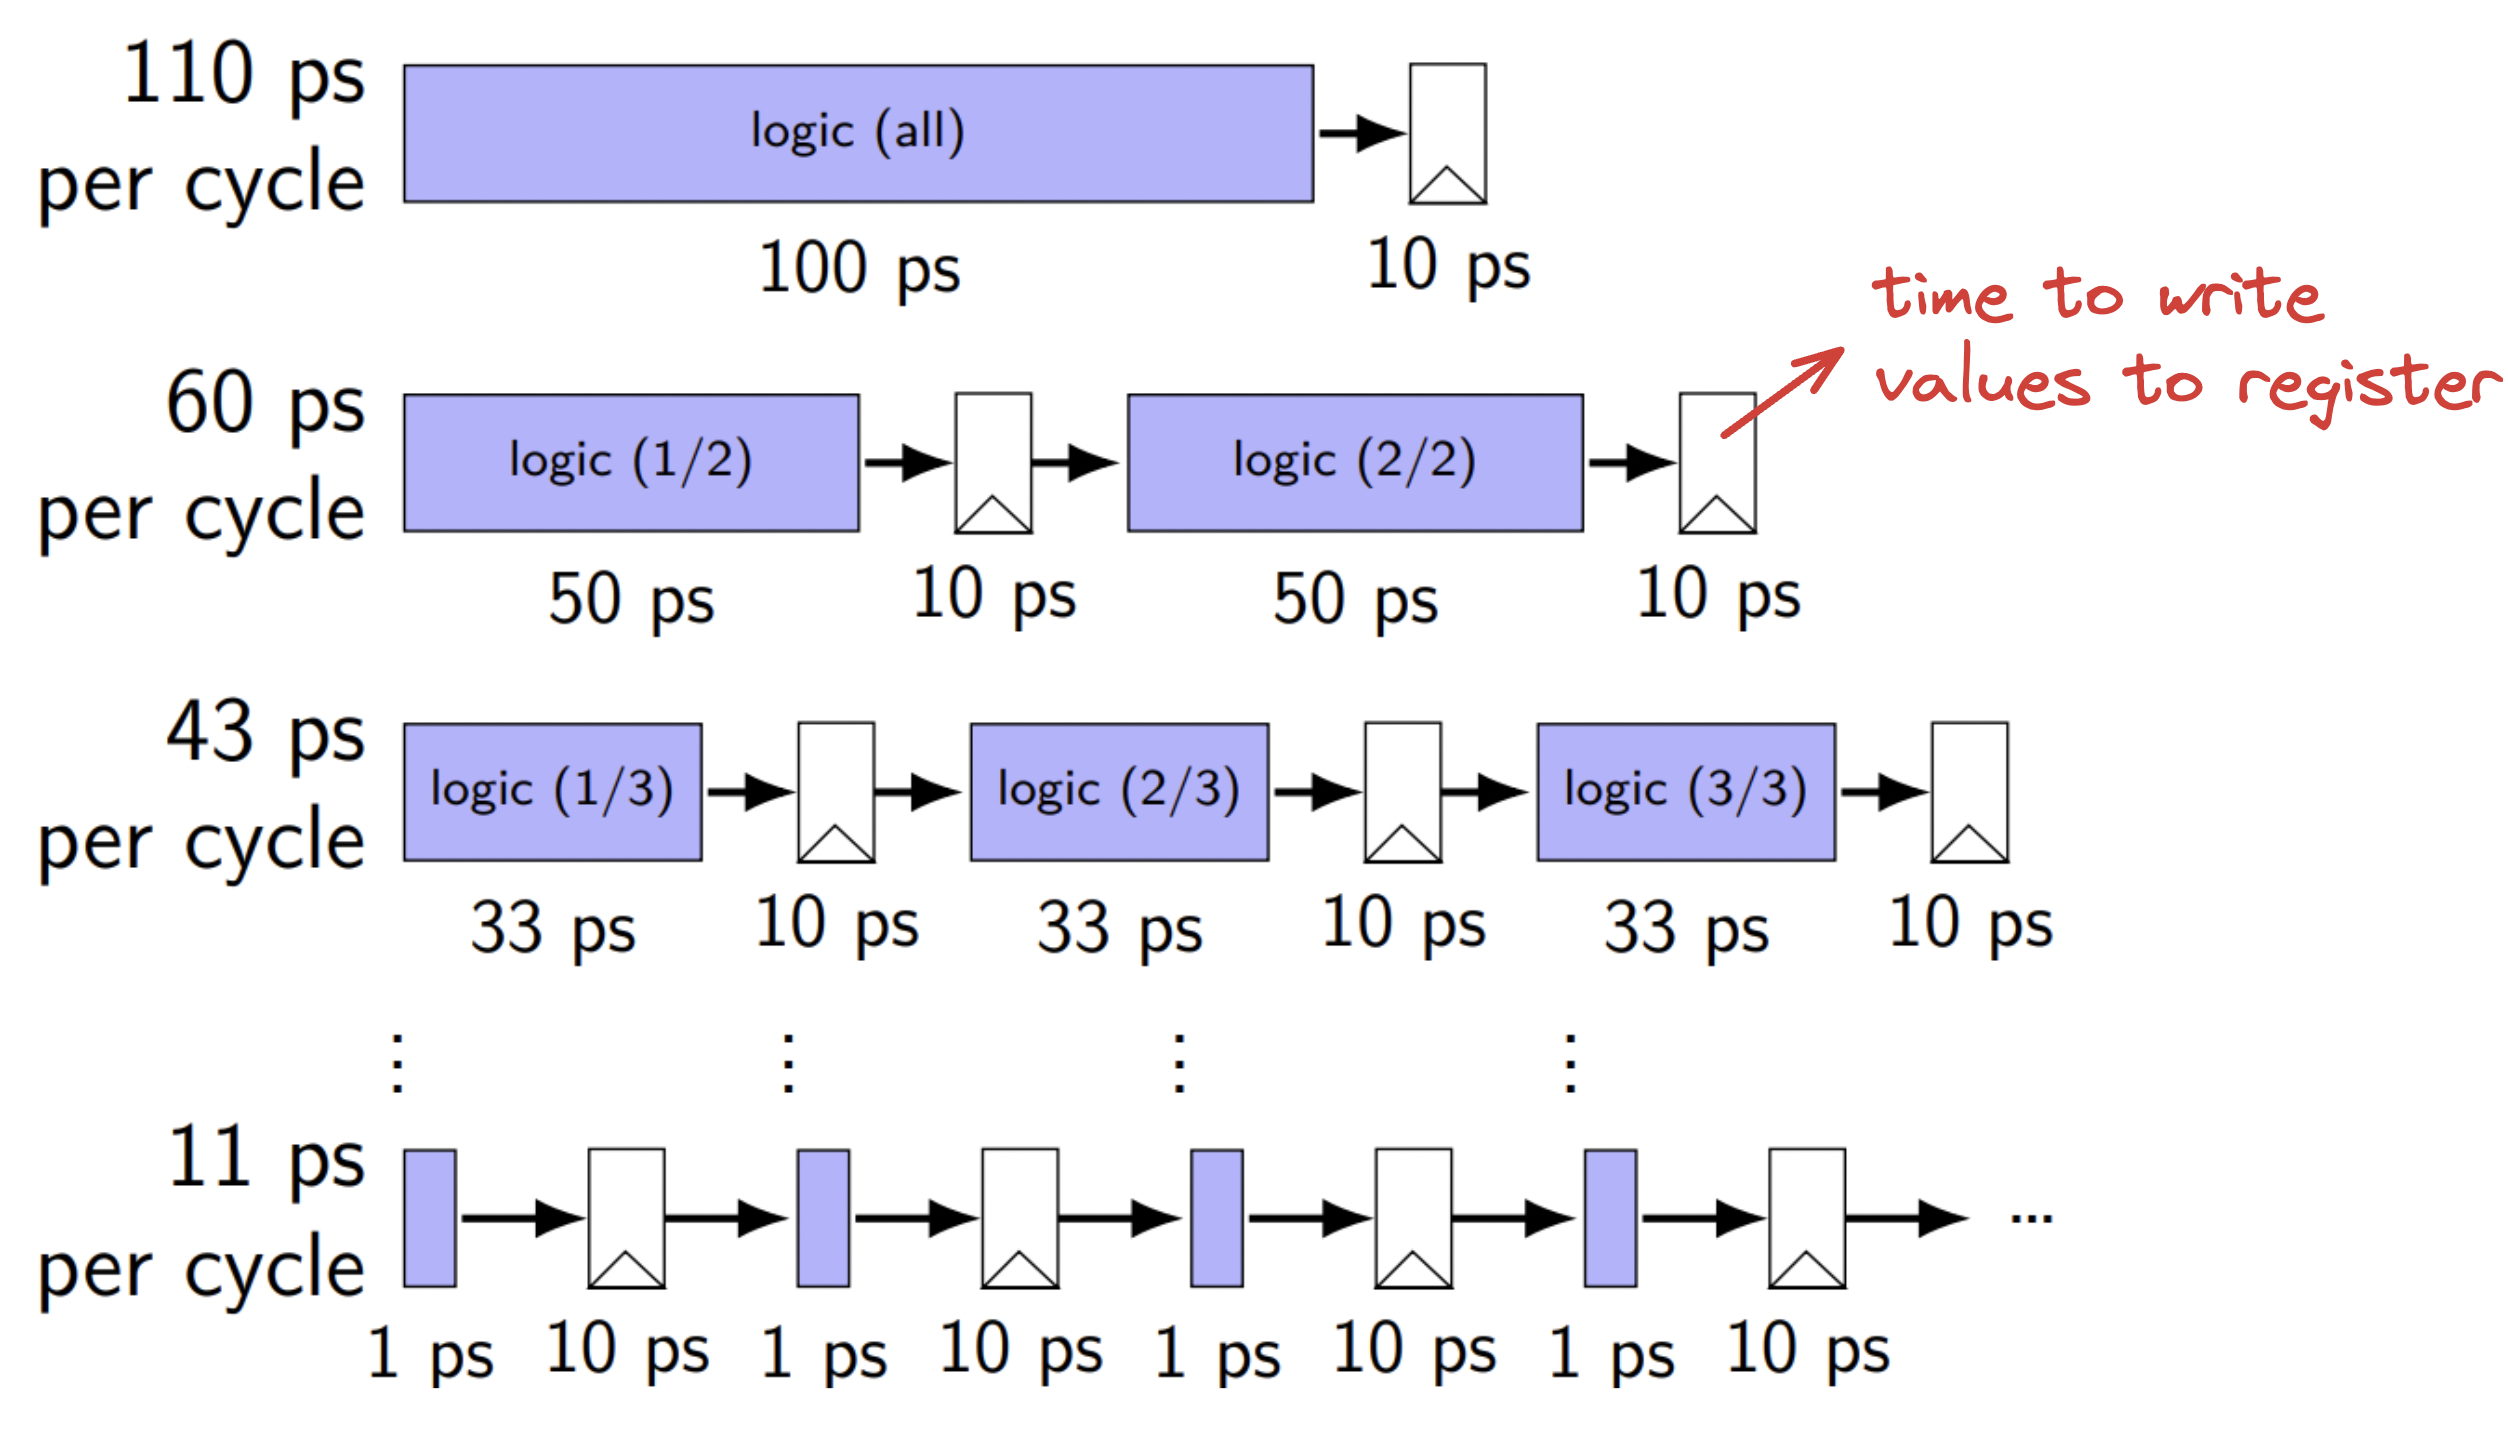 110 ps
per cycle
logic (all)
100 ps
10 ps
time to write
values to register
60 ps
per cycle
logic (1/2)
logic (2/2)
50 ps
10 ps
50 ps
10 ps
43 ps
per cycle
logic (1/3)
logic (2/3)
logic (3/3)
33 ps
10 ps
33 ps
10 ps
33 ps
10 ps
⋮
⋮
⋮
⋮
11 ps
per cycle
...
1 ps
10 ps
1 ps
10 ps
1 ps
10 ps
1 ps
10 ps